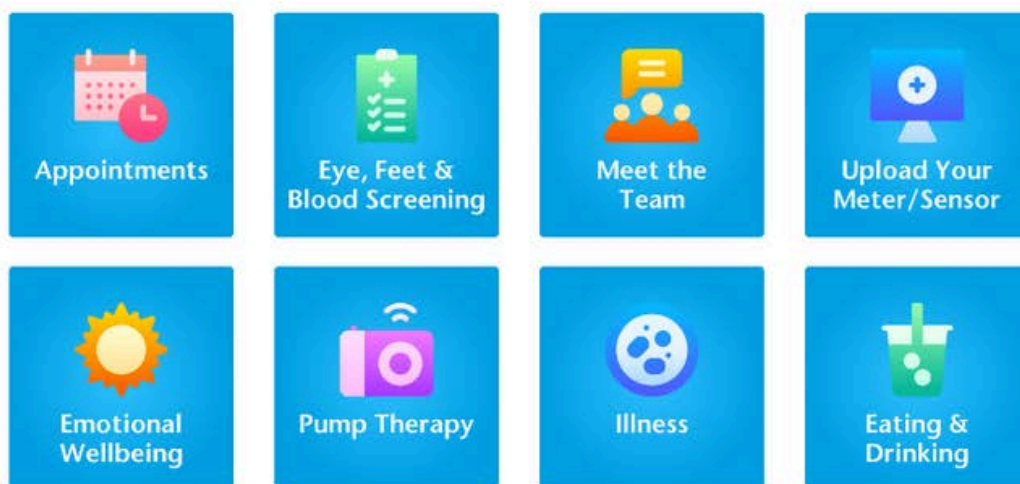 Appointments
Eye, Feet &
Blood Screening
Meet the
Team
Upload Your
Meter/Sensor
Emotional
Wellbeing
Pump Therapy
Illness
Eating &
Drinking